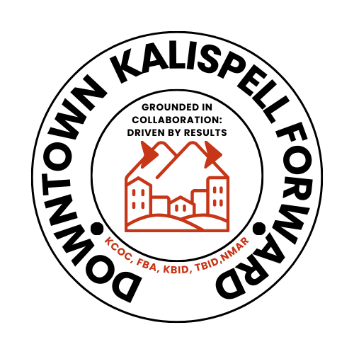 DOWNTOWN KALISPELL FORWARD
GROUNDED IN
COLLABORATION:
DRIVEN BY RESULTS
KCOC, FBA, KBID, TBID,NMAR